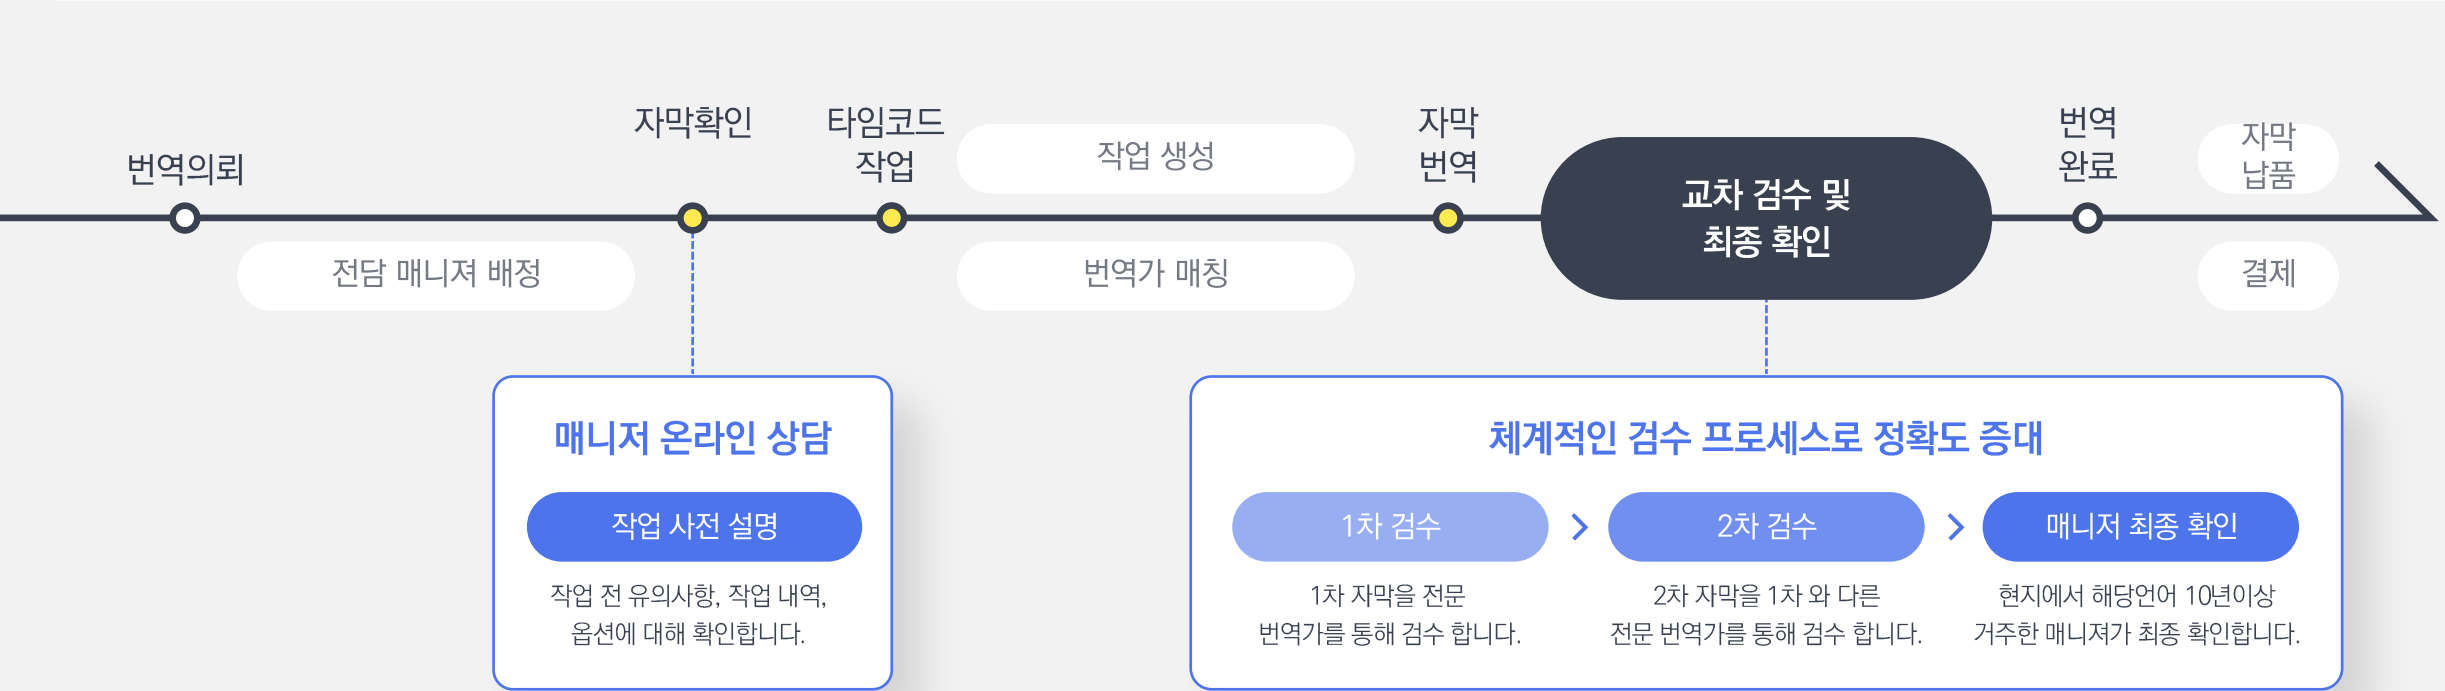 번역의뢰
전담 매니져 배정
자막확인
타임코드
작업
작업 생성
번역가 매칭
자막
번역
교차 검수 및
최종 확인
번역
완료
자막
납품
결제
매니저 온라인 상담
작업 사전 설명
작업 전 유의사항, 작업 내역,
옵션에 대해 확인합니다.
체계적인 검수 프로세스로 정확도 증대
1차 검수
1차 자막을 전문
번역가를 통해 검수 합니다.
2차 검수
2차 자막을 1차 와 다른
전문 번역가를 통해 검수 합니다.
매니저 최종 확인
현지에서 해당언어 10년이상
거주한 매니져가 최종 확인합니다.